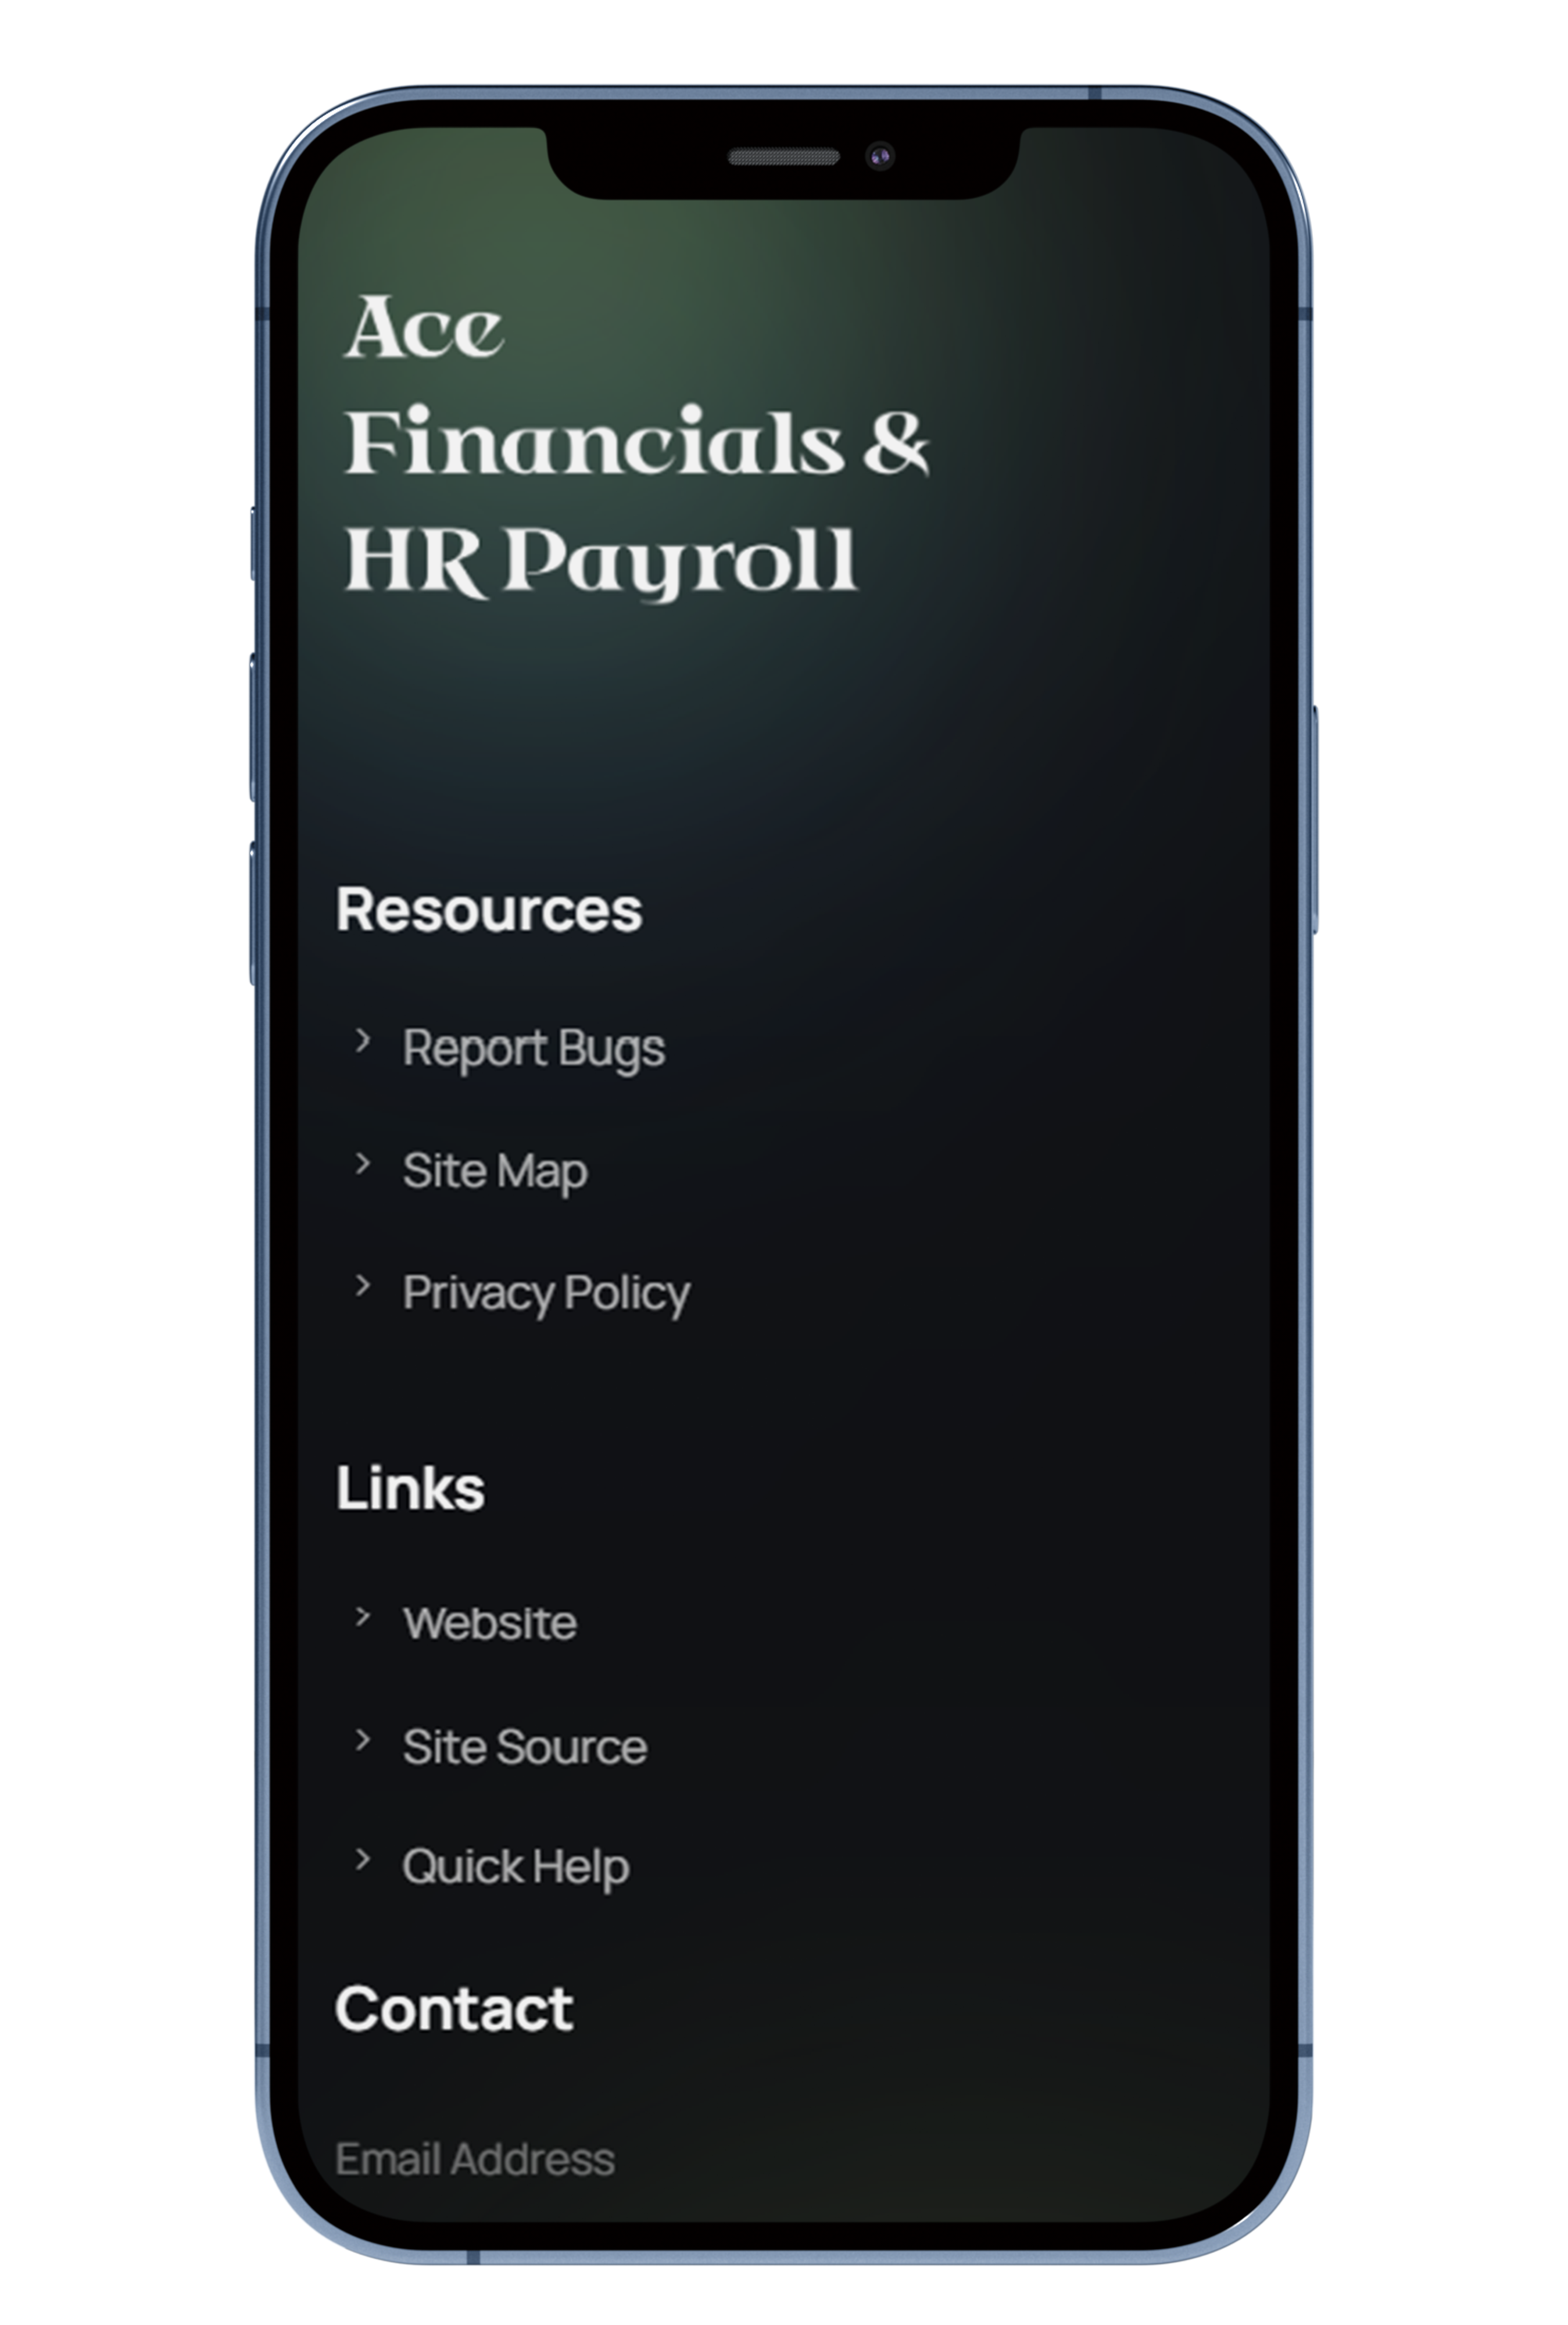 Ace
Financials &
HR Payroll
Resources
Report Bugs
Site Map
Privacy Policy
Links
Website
Site Source
Quick Help
Contact
Email Address